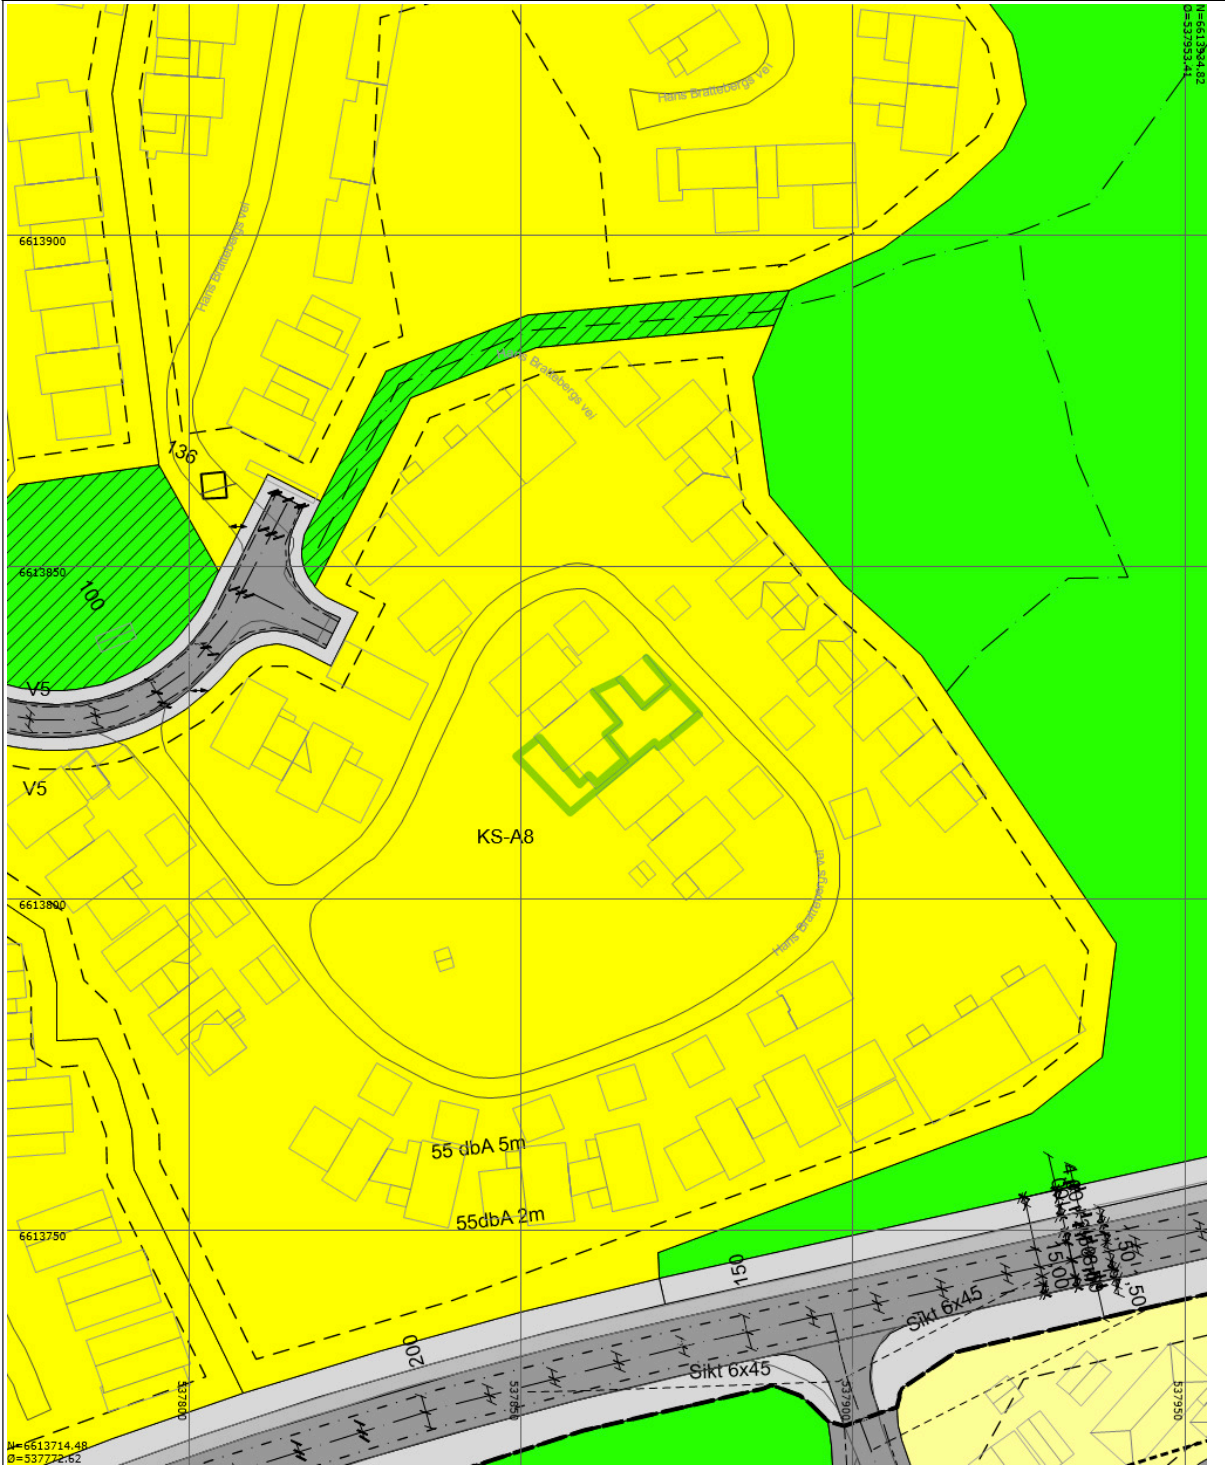 N=6613934.82
Ø=537953.41
Hans Brattebergs vei
Hans Brattebergs vei
6613900
Hans Brattebergs vei
136
6613850
100
V5
V5
KS-A8
Hans Brattebergs vei
6613800
55 dbA 5m
55dbA 2m
6613750
150
5,00
1,50
Sikt 6x45
200
Sikt 6x45
537800
537850
537900
537950
N=6613714.48
Ø=537772.62